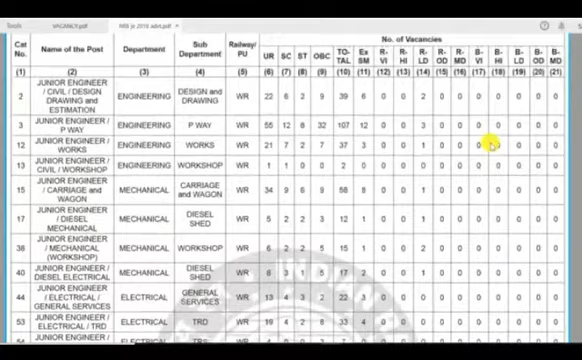 Tools VACANCY.pdf RRB je 2018 advt.pdf Sign In
Cat No. Name of the Post Department Sub Department Railway/ PU No. of Vacancies
UR SC ST OBC TO-TAL Ex SM R-VI R-HI R-LD R-OD R-MD B-VI B-HI B-LD B-OD B-MD
(1) (2) (3) (4) (5) (6) (7) (8) (9) (10) (11) (12) (13) (14) (15) (16) (17) (18) (19) (20) (21)
2 JUNIOR ENGINEER / CIVIL / DESIGN DRAWING and ESTIMATION ENGINEERING DESIGN and DRAWING WR 22 6 2 9 39 6 0 0 2 0 0 0 0 0 0 0
3 JUNIOR ENGINEER / P WAY ENGINEERING P WAY WR 55 12 8 32 107 12 0 0 3 0 0 0 0 0 0 0
12 JUNIOR ENGINEER / WORKS ENGINEERING WORKS WR 21 7 2 7 37 3 0 0 1 0 0 0 0 0 0
13 JUNIOR ENGINEER / CIVIL / WORKSHOP ENGINEERING WORKSHOP WR 1 1 0 0 2 0 0 0 0 0 0 0 0 0 0 0
15 JUNIOR ENGINEER / CARRIAGE and WAGON MECHANICAL CARRIAGE and WAGON WR 34 9 6 9 58 8 0 0 1 0 0 0 0 0 0 0
17 JUNIOR ENGINEER / DIESEL MECHANICAL MECHANICAL DIESEL SHED WR 5 2 2 3 12 1 0 0 1 0 0 0 0 0 0 0
38 JUNIOR ENGINEER / MECHANICAL (WORKSHOP) MECHANICAL WORKSHOP WR 6 2 2 5 15 1 0 0 2 0 0 0 0 0 0 0
40 JUNIOR ENGINEER / DIESEL ELECTRICAL MECHANICAL DIESEL SHED WR 8 3 1 5 17 2 0 0 1 0 0 0 0 0 0 0
44 JUNIOR ENGINEER / ELECTRICAL / GENERAL SERVICES ELECTRICAL GENERAL SERVICES WR 13 4 3 2 22 3 0 0 0 0 0 0 0 0 0 0
53 JUNIOR ENGINEER / ELECTRICAL / TRD ELECTRICAL TRD WR 19 4 2 8 33 4 0 0 0 0 0 0 0 0 0 0
JUNIOR ENGINEER /